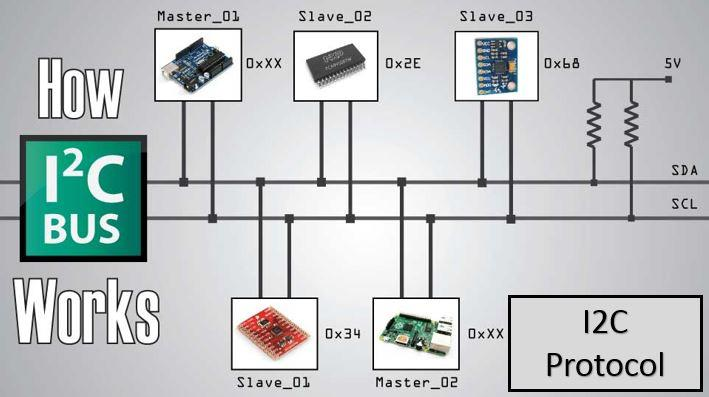 How
I²C
BUS
Works
Master_01
0xXX
Slave_02
0x2E
Slave_03
0x68
5V
SDA
SCL
0x34
Slave_01
0xXX
Master_02
I2C
Protocol